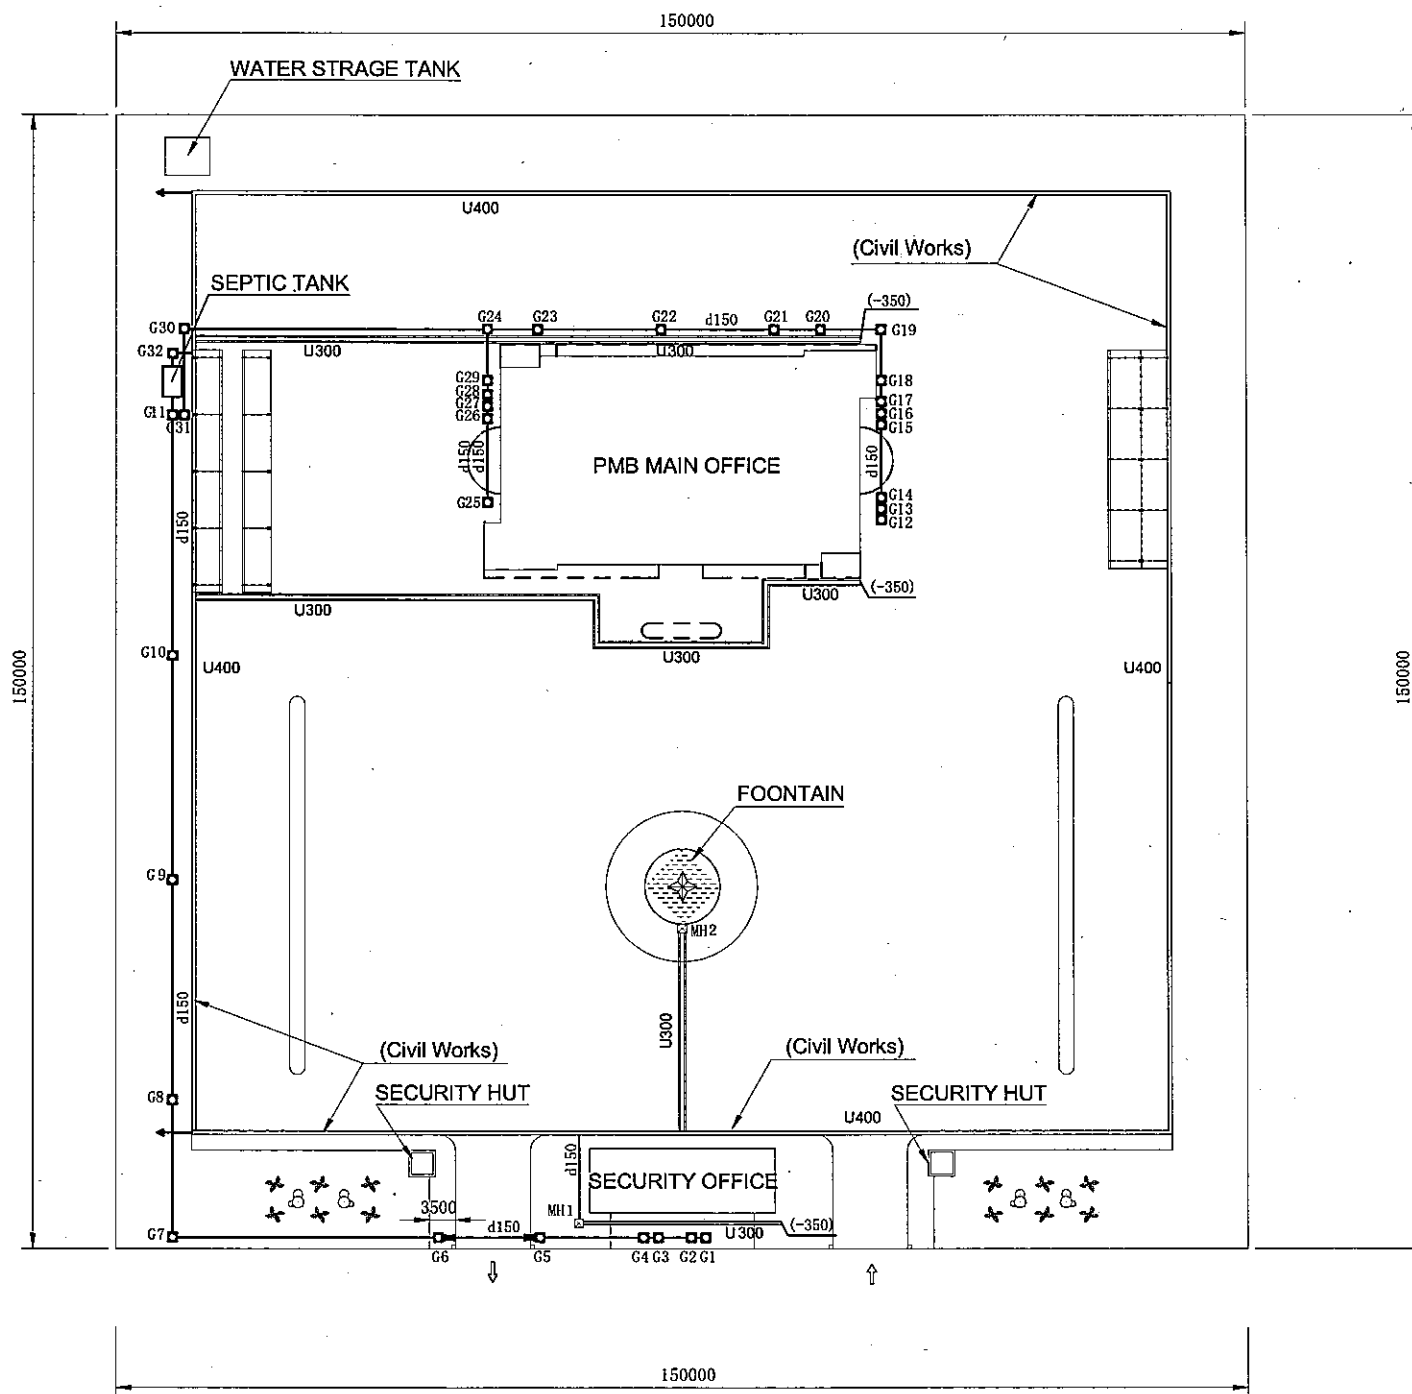 150000
WATER STRAGE TANK
U400
(Civil Works)
SEPTIC TANK
(-350)
G30
G24
G23
G22
d150
G21
G20
G19
G32
U300
U300
G29
G28
G27
G26
G18
G17
G16
G15
G11
G31
d150
d150
PMB MAIN OFFICE
d150
G25
G14
G13
G12
d150
(-350)
U300
U300
U300
G10
U400
U400
150000
150000
FOONTAIN
G9
MH2
d150
U300
(Civil Works)
(Civil Works)
SECURITY HUT
SECURITY HUT
G8
U400
d150
SECURITY OFFICE
3500
MH1
d150
(-350)
U300
G7
G6
G5
G4
G3
G2
G1
150000